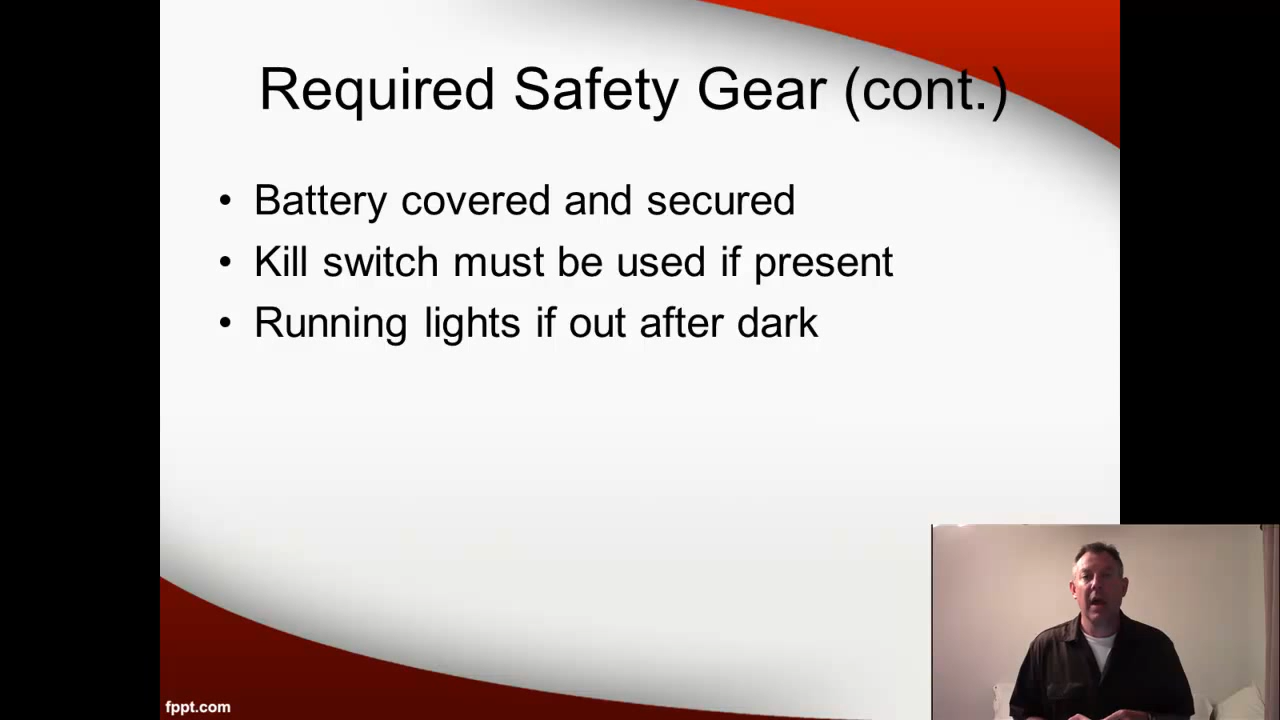 Required Safety Gear (cont.)
• Battery covered and secured
• Kill switch must be used if present
• Running lights if out after dark
fppt.com